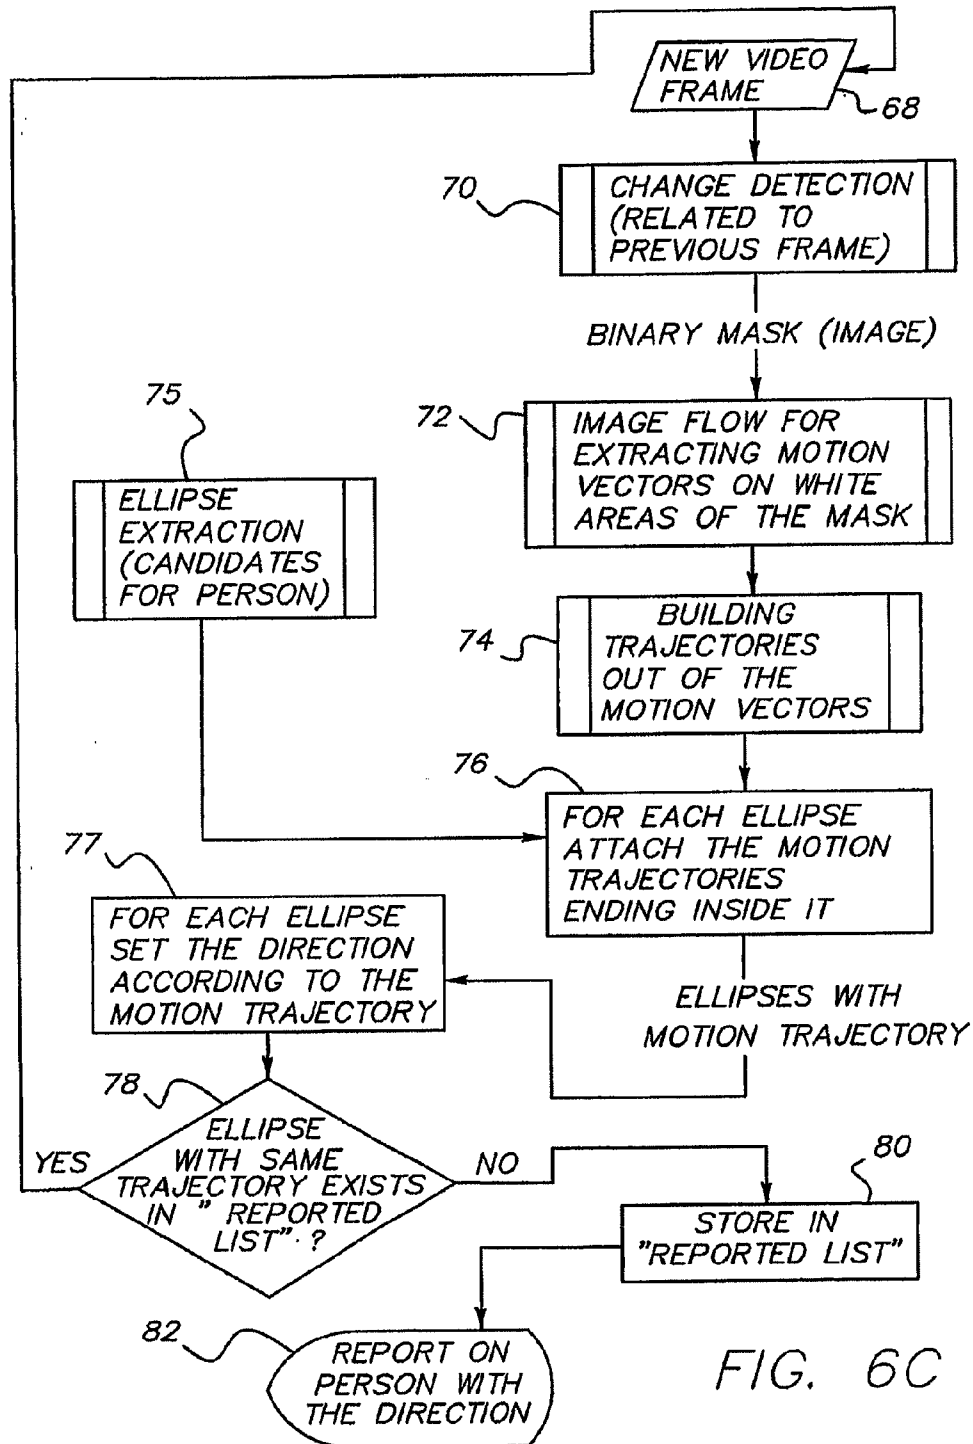 NEW VIDEO
FRAME
68
70
CHANGE DETECTION
(RELATED TO
PREVIOUS FRAME)
BINARY MASK (IMAGE)
75
72
IMAGE FLOW FOR
EXTRACTING MOTION
VECTORS ON WHITE
AREAS OF THE MASK
ELLIPSE
EXTRACTION
(CANDIDATES
FOR PERSON)
74
BUILDING
TRAJECTORIES
OUT OF THE
MOTION VECTORS
76
FOR EACH ELLIPSE
ATTACH THE MOTION
TRAJECTORIES
ENDING INSIDE IT
77
FOR EACH ELLIPSE
SET THE DIRECTION
ACCORDING TO THE
MOTION TRAJECTORY
ELLIPSES WITH
MOTION TRAJECTORY
78
ELLIPSE
WITH SAME
TRAJECTORY EXISTS
IN " REPORTED
LIST" ?
YES
NO
80
STORE IN
"REPORTED LIST"
82
REPORT ON
PERSON WITH
THE DIRECTION
FIG. 6C